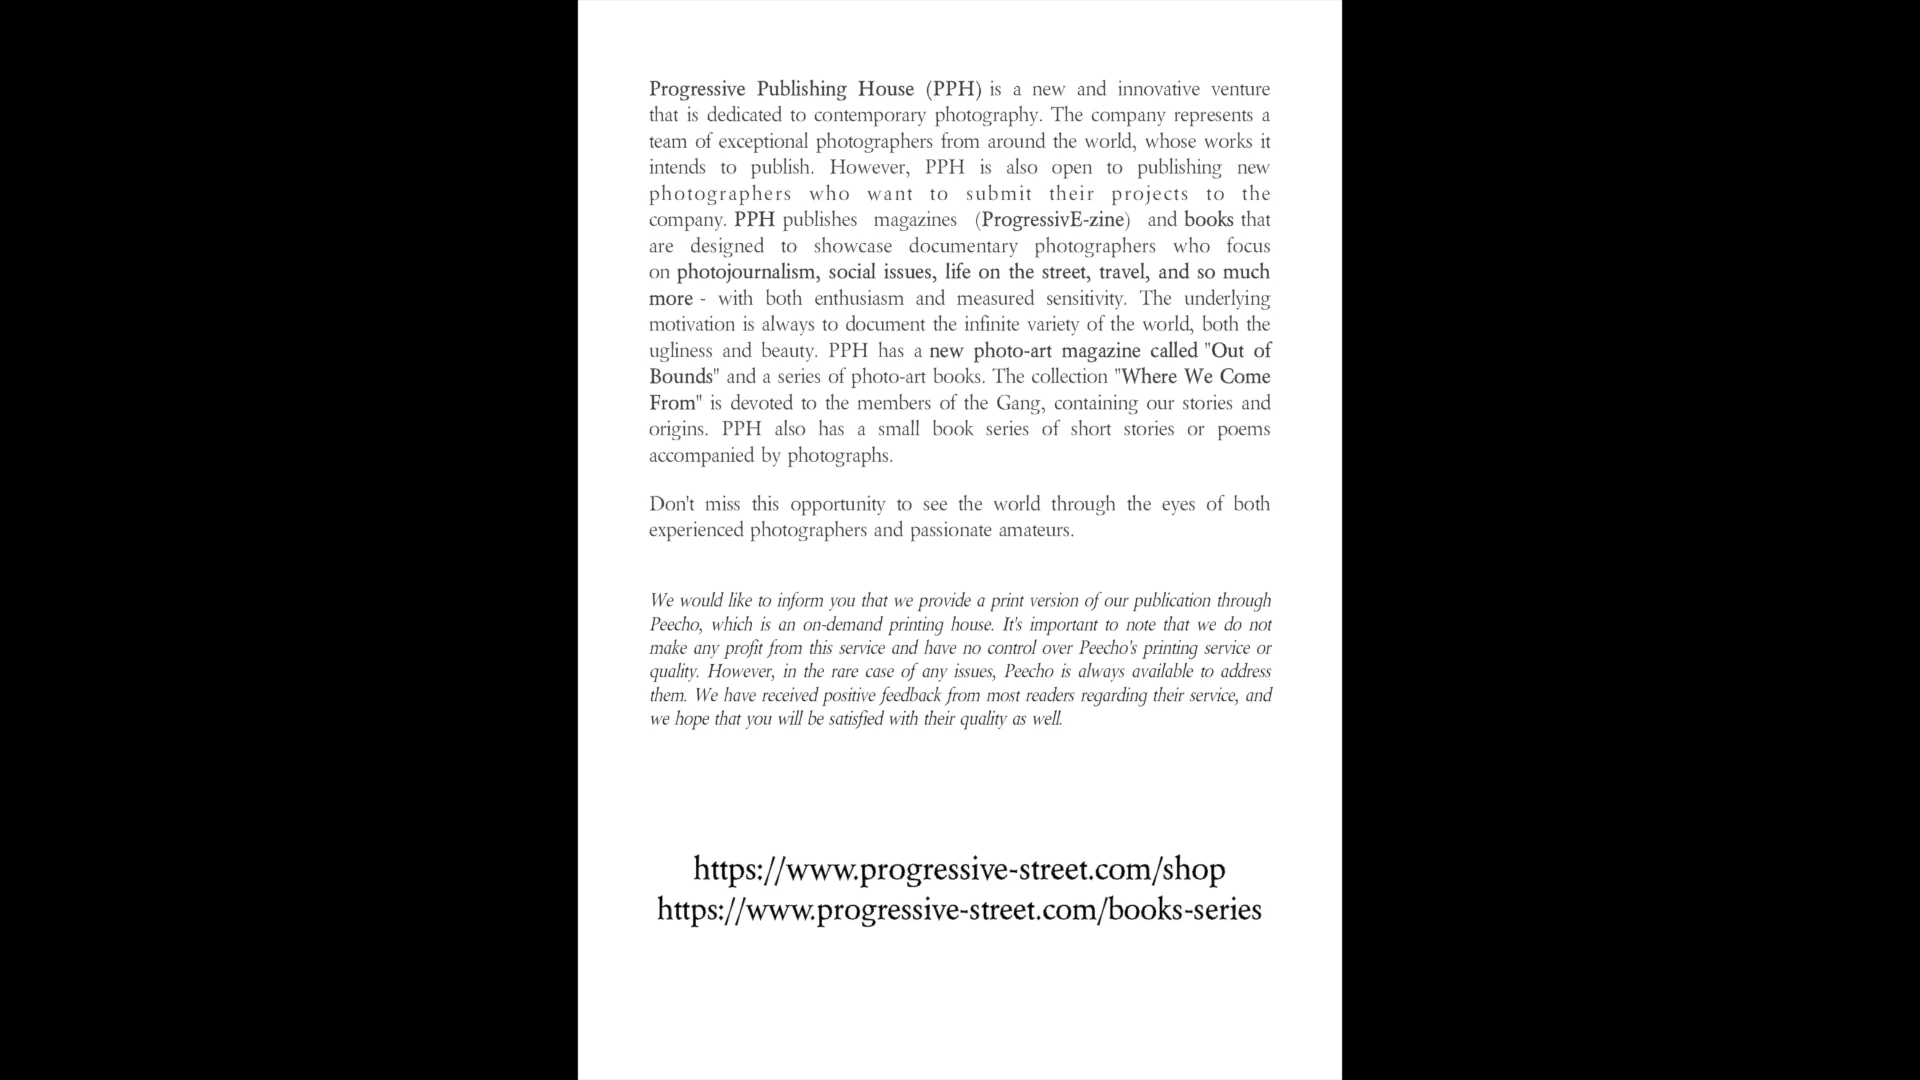 Progressive Publishing House (PPH) is a new and innovative venture
that is dedicated to contemporary photography. The company represents a
team of exceptional photographers from around the world, whose works it
intends to publish. However, PPH is also open to publishing new
photographers who want to submit their projects to the
company. PPH publishes magazines (ProgressivE-zine) and books that
are designed to showcase documentary photographers who focus
on photojournalism, social issues, life on the street, travel, and so much
more - with both enthusiasm and measured sensitivity. The underlying
motivation is always to document the infinite variety of the world, both the
ugliness and beauty. PPH has a new photo-art magazine called "Out of
Bounds" and a series of photo-art books. The collection "Where We Come
From" is devoted to the members of the Gang, containing our stories and
origins. PPH also has a small book series of short stories or poems
accompanied by photographs.
Don't miss this opportunity to see the world through the eyes of both
experienced photographers and passionate amateurs.
We would like to inform you that we provide a print version of our publication through
Peecho, which is an on-demand printing house. It's important to note that we do not
make any profit from this service and have no control over Peecho's printing service or
quality. However, in the rare case of any issues, Peecho is always available to address
them. We have received positive feedback from most readers regarding their service, and
we hope that you will be satisfied with their quality as well.
https://www.progressive-street.com/shop
https://www.progressive-street.com/books-series